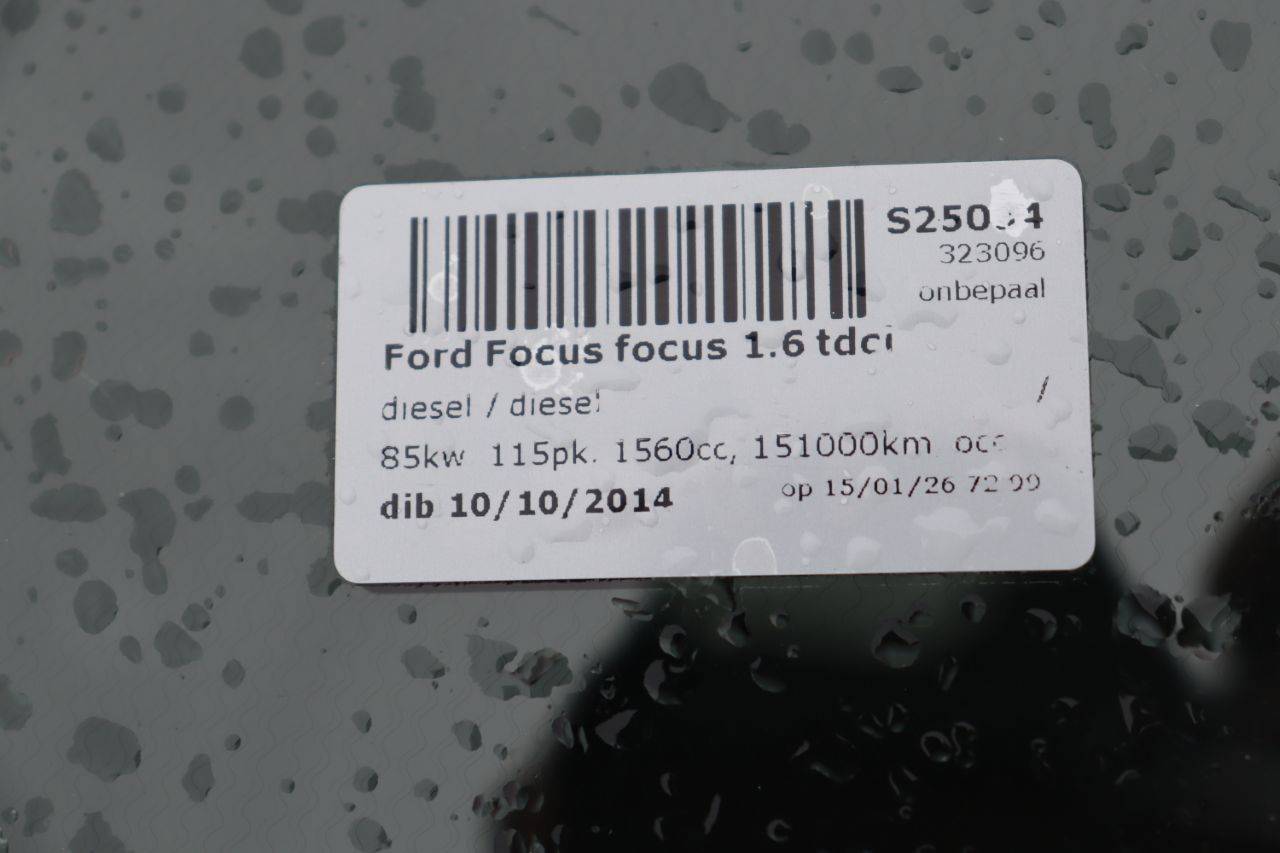 323096
onbepaal
Ford Focus focus 1.6 tdci
diesel / diesel /
85kw 115pk. 1560cc, 151000km
dib 10/10/2014
op 15/01/26